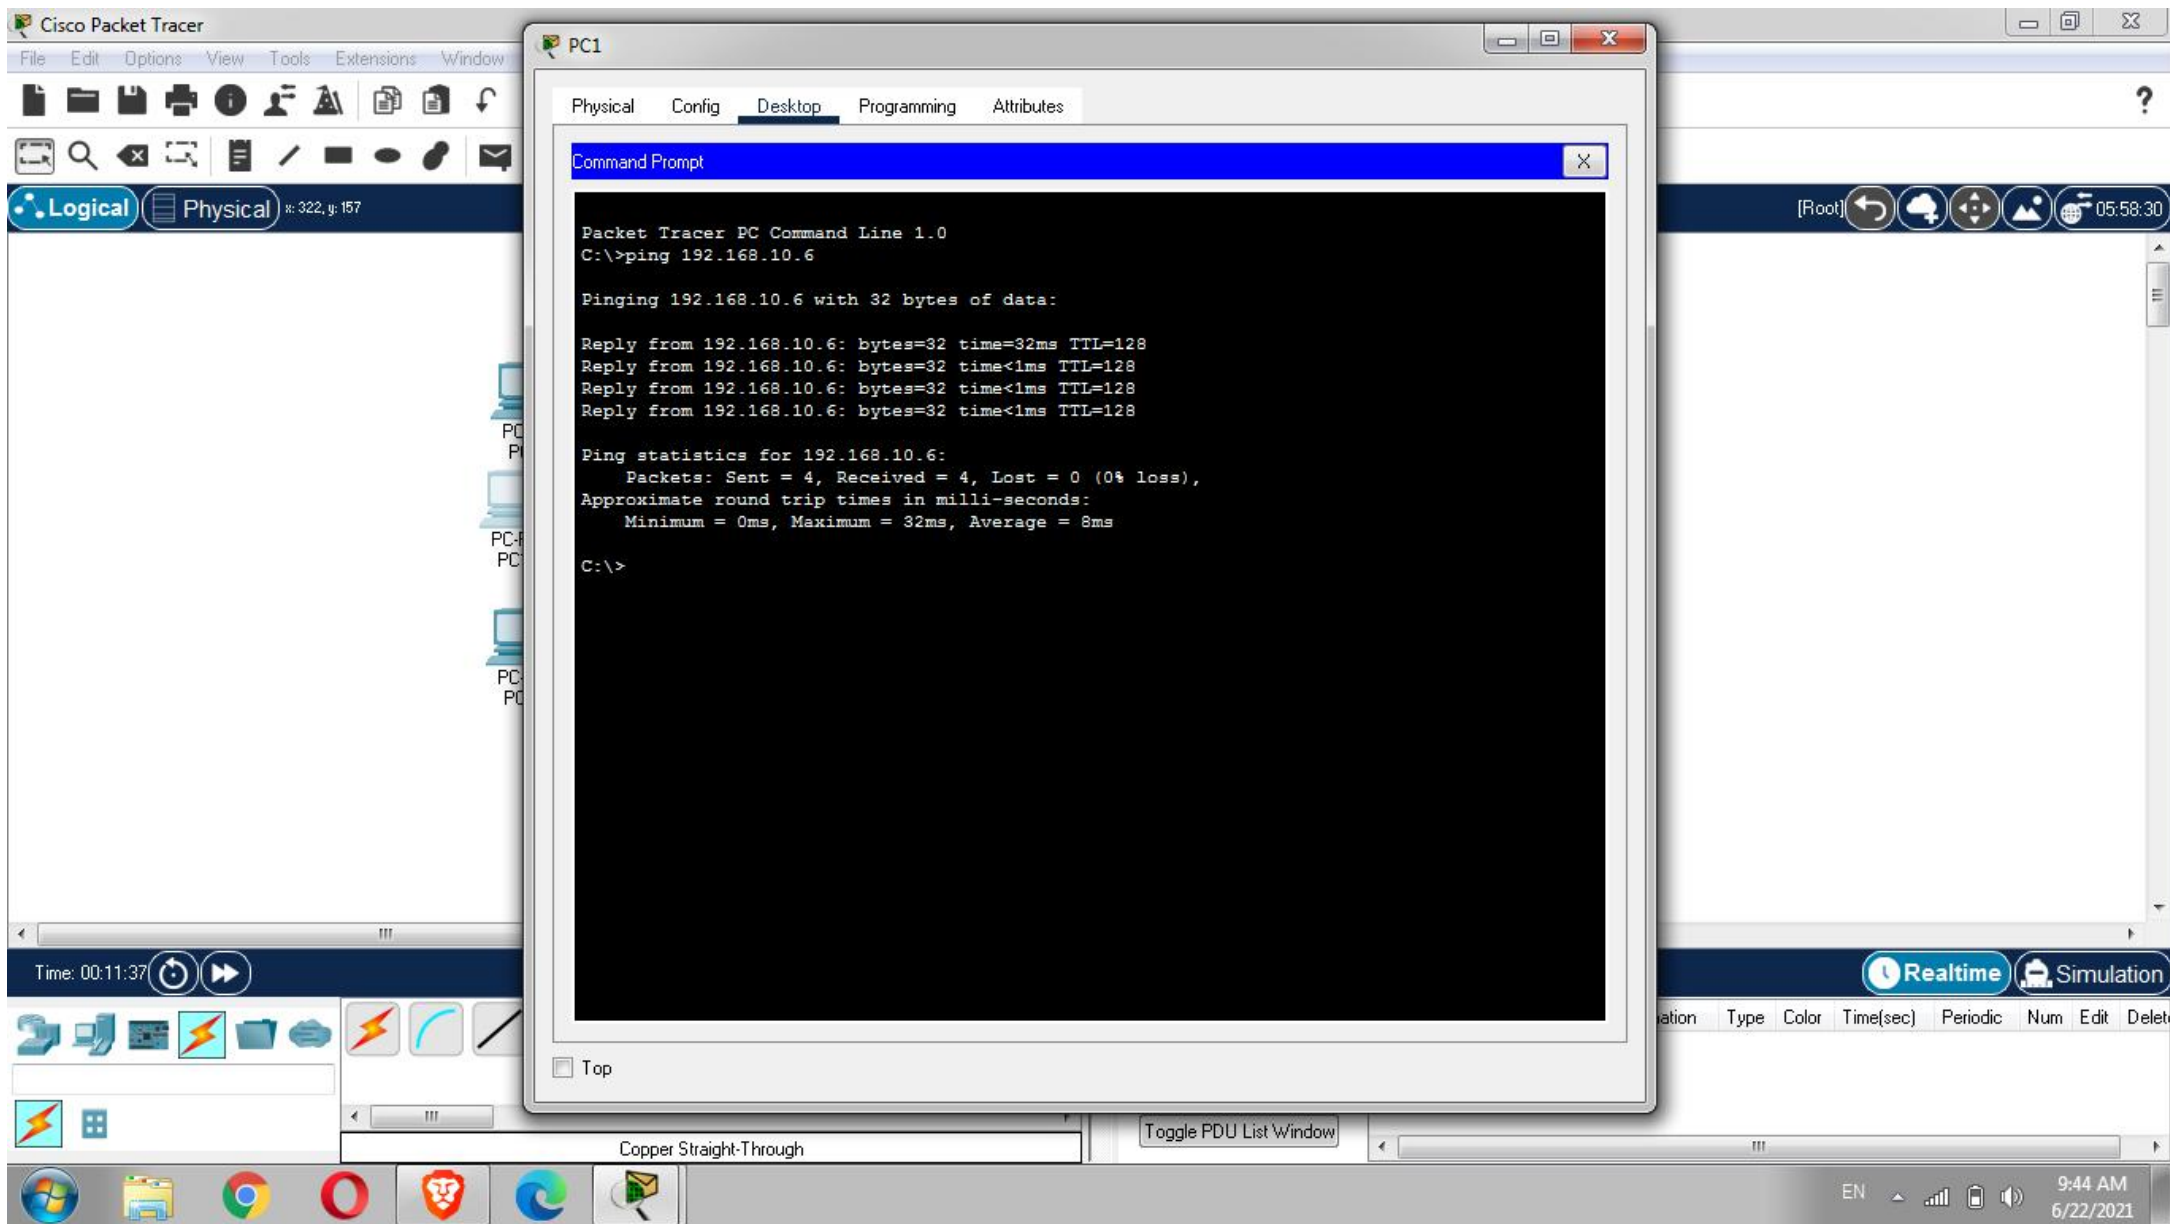 Cisco Packet Tracer
File Edit Options View Tools Extensions Window
PC1
Physical Config Desktop Programming Attributes
?
Command Prompt
X
Logical Physical x: 322, y: 157
[Root] 05:58:30
Packet Tracer PC Command Line 1.0
C:\>ping 192.168.10.6
Pinging 192.168.10.6 with 32 bytes of data:
Reply from 192.168.10.6: bytes=32 time=32ms TTL=128
Reply from 192.168.10.6: bytes=32 time<1ms TTL=128
Reply from 192.168.10.6: bytes=32 time<1ms TTL=128
Reply from 192.168.10.6: bytes=32 time<1ms TTL=128
Ping statistics for 192.168.10.6:
Packets: Sent = 4, Received = 4, Lost = 0 (0% loss),
Approximate round trip times in milli-seconds:
Minimum = 0ms, Maximum = 32ms, Average = 8ms
C:\>
PC
PC-
PC
PC-
PC
Time: 00:11:37
Realtime Simulation
Type Color Time(sec) Periodic Num Edit
Top
Toggle PDU List Window
Copper Straight-Through
EN
9:44 AM
6/22/2021